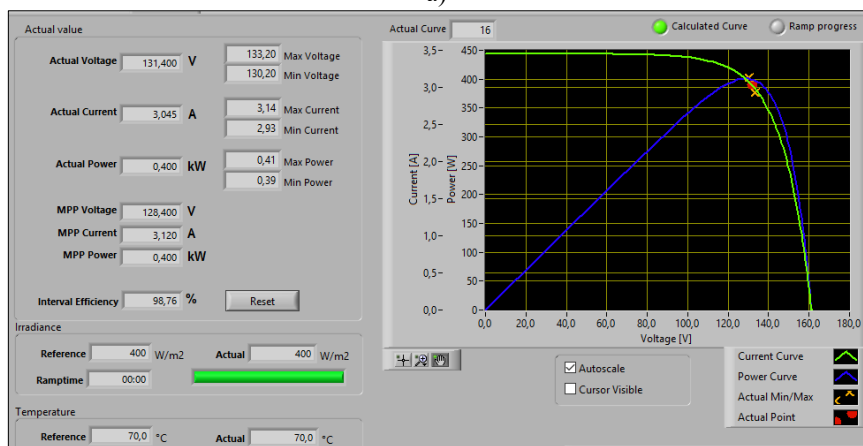 a)
Actual value
Actual Voltage 131,400 V
133,20 Max Voltage
130,20 Min Voltage
Actual Current 3,045 A
3,14 Max Current
2,93 Min Current
Actual Power 0,400 kW
0,41 Max Power
0,39 Min Power
MPP Voltage 128,400 V
MPP Current 3,120 A
MPP Power 0,400 kW
Interval Efficiency 98,76 % Reset
Irradiance
Reference 400 W/m2 Actual 400 W/m2
Ramptime 00:00
Temperature
Reference 70,0 °C Actual 70,0 °C
Actual Curve 16 Calculated Curve Ramp progress
Current [A]
3,5-
3,0-
2,5-
2,0-
1,5-
1,0-
0,5-
0,0-
Power [W]
450-
400-
350-
300-
250-
200-
150-
100-
50-
0-
0,0 20,0 40,0 60,0 80,0 100,0 120,0 140,0 160,0 180,0
Voltage [V]
Autoscale
Cursor Visible
Current Curve
Power Curve
Actual Min/Max
Actual Point